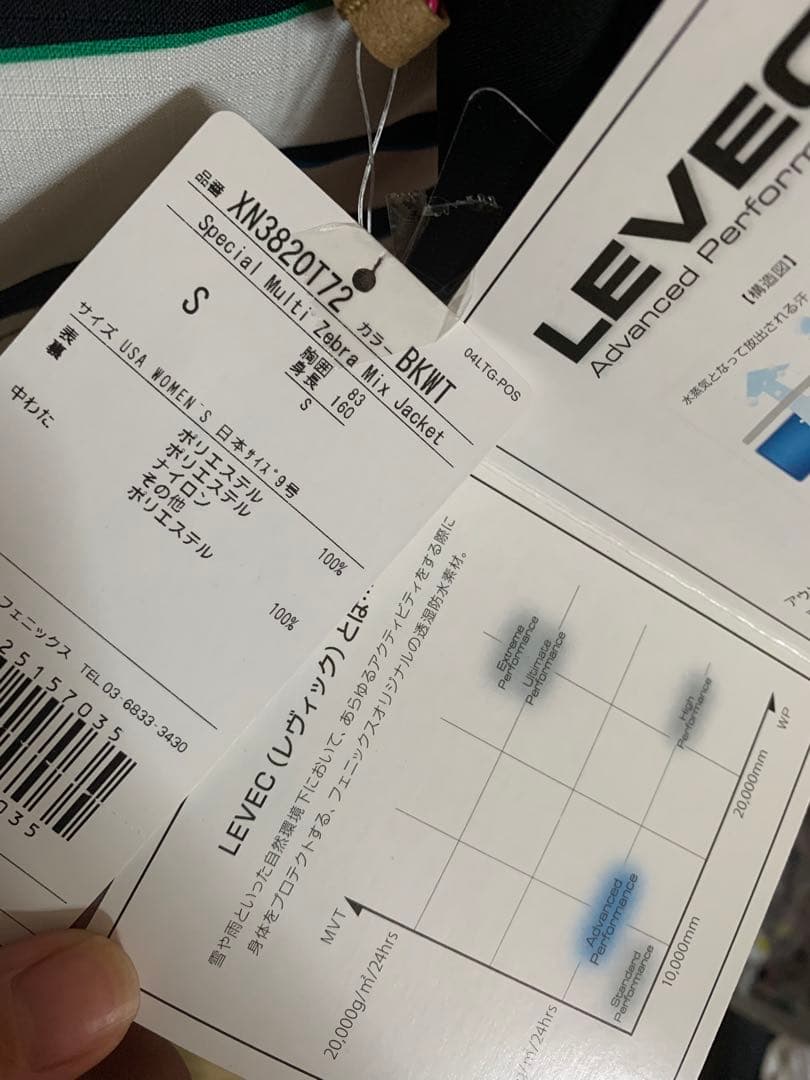 品番 XN3820T72 カラー BKWT
Special Multi Zebra Mix Jacket
04LTG-POS
S
胸囲 83
身長 160
S
サイズ USA WOMEN'S 日本サイズ9号
表 ポリエステル
裏 ポリエステル
ナイロン
その他
中わた ポリエステル
100%
100%
フェニックス TEL 03-6833-3430
25157035
035
LEVEC
Advanced Perform
【構造図】
水蒸気となって放出される汗
アウ
LEVEC (レヴィック) とは…
雪や雨といった自然環境下において、あらゆるアクティビティをする際に
身体をプロテクトする、フェニックスオリジナルの透湿防水素材。
Extreme
Performance
Ultimate
Performance
High
Performance
Advanced
Performance
Standard
Performance
WP
20,000mm
10,000mm
MVT
20,000g/㎡/24hrs
g/㎡/24hrs